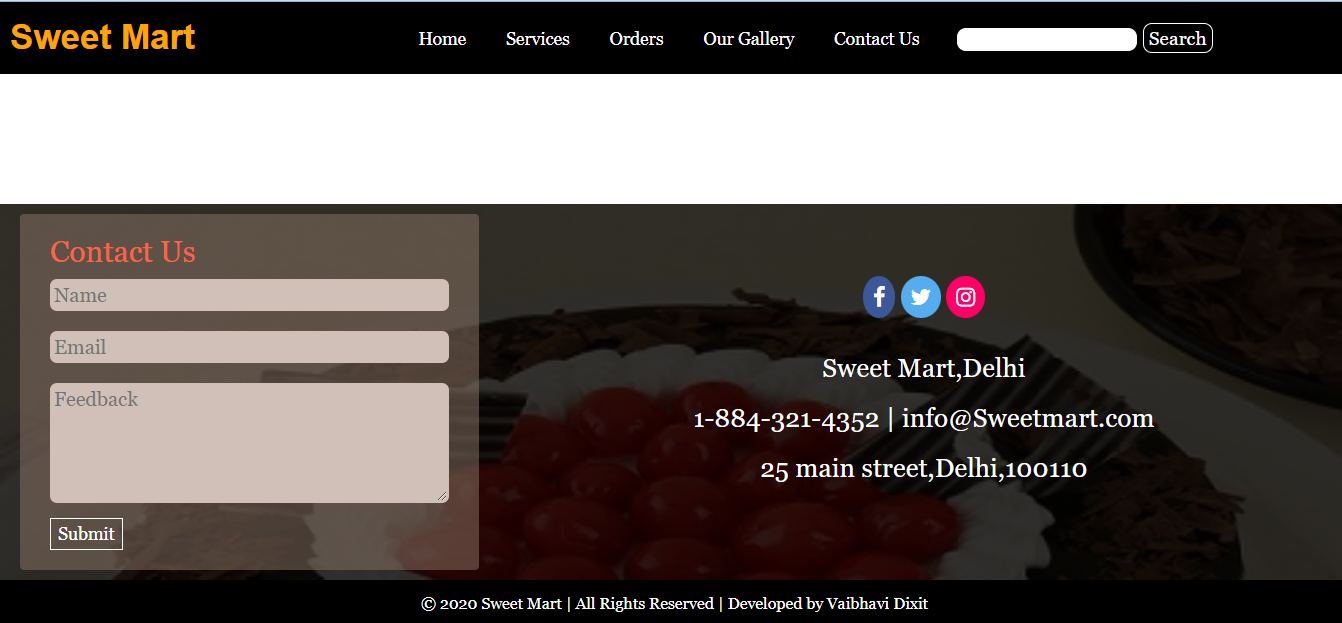 Sweet Mart
Home Services Orders Our Gallery Contact Us Search
Contact Us
Name
Email
Feedback
Submit
Sweet Mart,Delhi
1-884-321-4352 | info@Sweetmart.com
25 main street,Delhi,100110
© 2020 Sweet Mart | All Rights Reserved | Developed by Vaibhavi Dixit